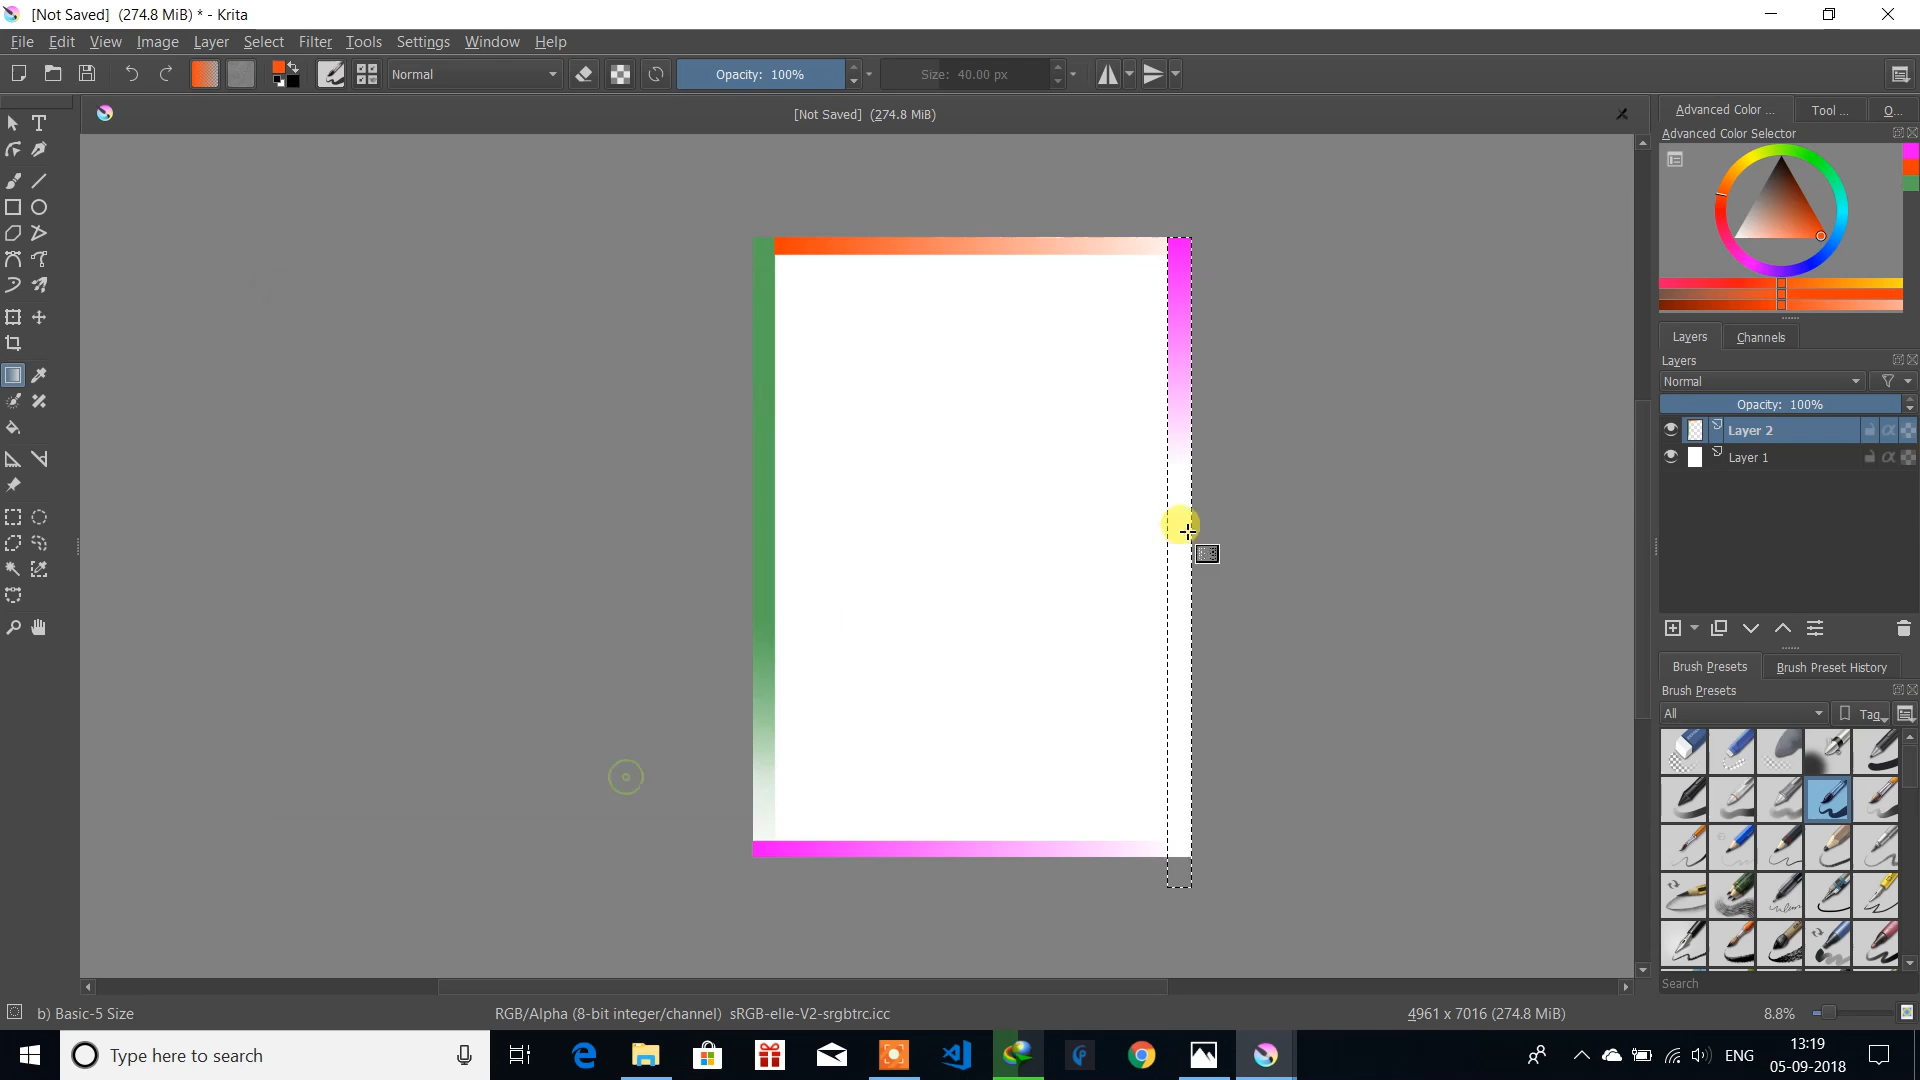 [Not Saved]  (274.8 MiB) * - Krita
File Edit View Image Layer Select Filter Tools Settings Window Help
Normal Opacity: 100% Size: 40.00 px
[Not Saved]  (274.8 MiB)
Advanced Color ... Tool ... O...
Advanced Color Selector
Layers Channels
Layers
Normal
Opacity: 100%
Layer 2
Layer 1
Brush Presets Brush Preset History
Brush Presets
All Tag
Search
b) Basic-5 Size RGB/Alpha (8-bit integer/channel)  sRGB-elle-V2-srgbtrc.icc 4961 x 7016 (274.8 MiB) 8.8%
Type here to search ENG 13:19
05-09-2018